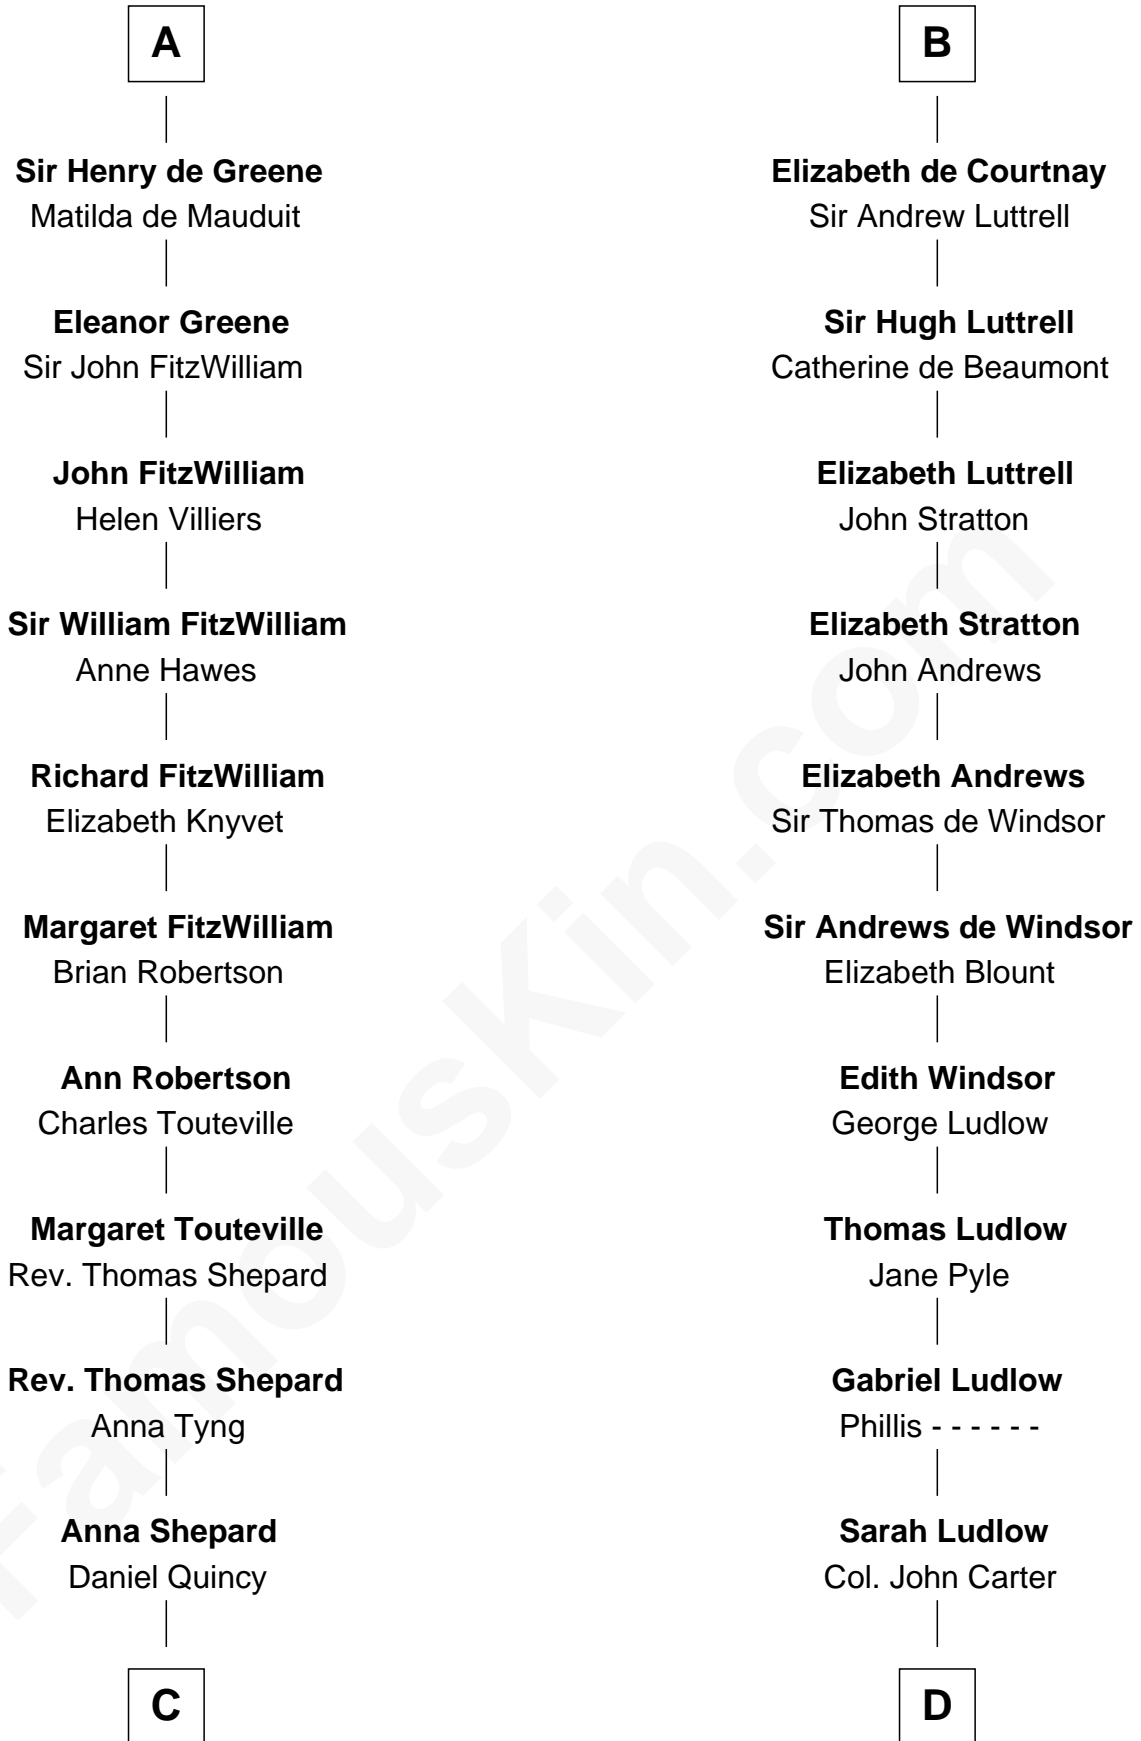 A
Sir Henry de Greene
Matilda de Mauduit
Eleanor Greene
Sir John FitzWilliam
John FitzWilliam
Helen Villiers
Sir William FitzWilliam
Anne Hawes
Richard FitzWilliam
Elizabeth Knyvet
Margaret FitzWilliam
Brian Robertson
Ann Robertson
Charles Touteville
Margaret Touteville
Rev. Thomas Shepard
Rev. Thomas Shepard
Anna Tyng
Anna Shepard
Daniel Quincy
C
B
Elizabeth de Courtnay
Sir Andrew Luttrell
Sir Hugh Luttrell
Catherine de Beaumont
Elizabeth Luttrell
John Stratton
Elizabeth Stratton
John Andrews
Elizabeth Andrews
Sir Thomas de Windsor
Sir Andrews de Windsor
Elizabeth Blount
Edith Windsor
George Ludlow
Thomas Ludlow
Jane Pyle
Gabriel Ludlow
Phillis - - - - - -
Sarah Ludlow
Col. John Carter
D
FamousKin.com